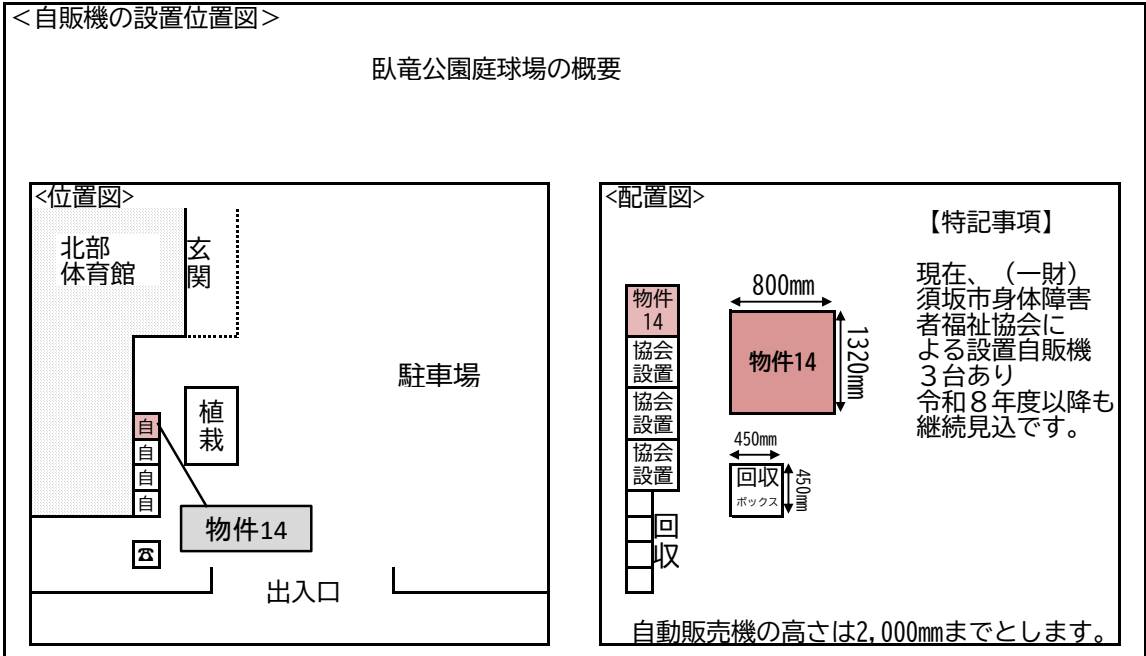 ＜自販機の設置位置図＞
臥竜公園庭球場の概要
<位置図>
北部
体育館
玄関
駐車場
植栽
自
自
自
自
物件14
☎
出入口
<配置図>
【特記事項】
現在、（一財）
須坂市身体障害
者福祉協会に
よる設置自販機
３台あり
令和８年度以降も
継続見込です。
物件
14
協会
設置
協会
設置
協会
設置
回収
800mm
1320mm
物件14
450mm
450mm
回収
ボックス
自動販売機の高さは2,000mmまでとします。